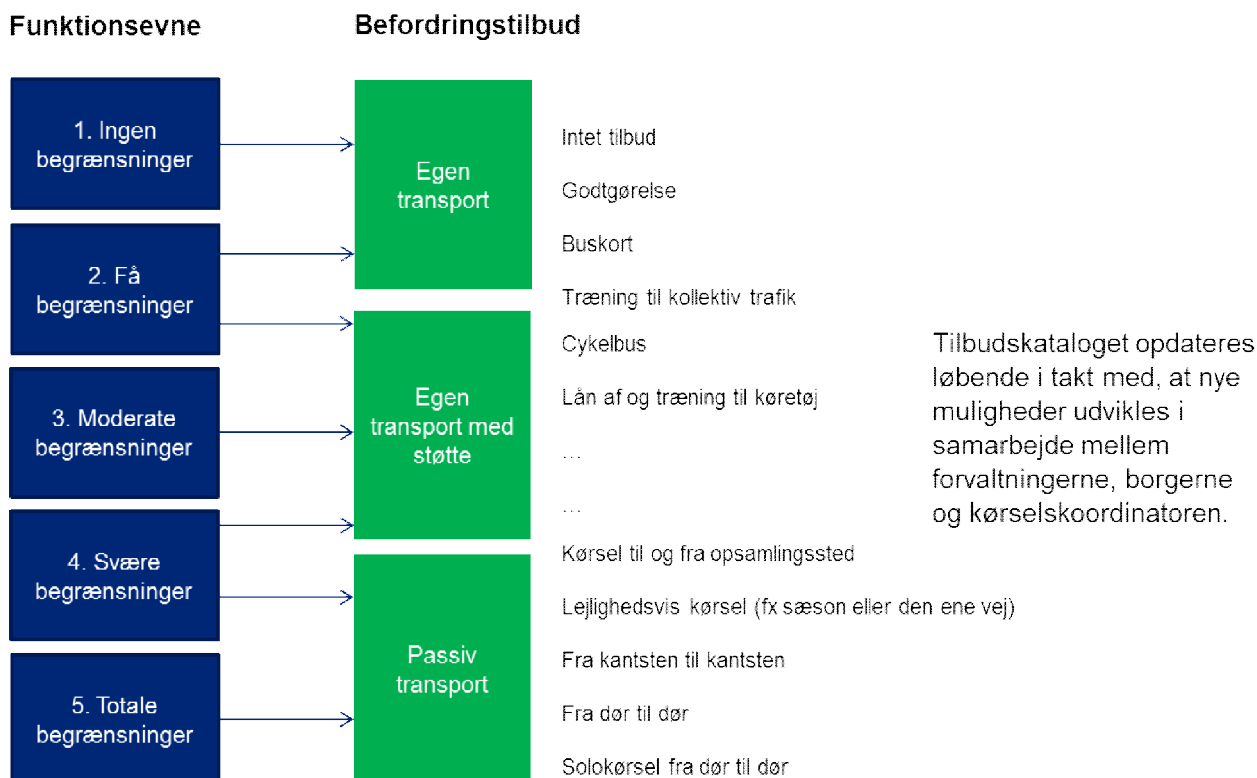 Funktionsevne
Befordringstilbud
1. Ingen
begrænsninger
2. Få
begrænsninger
3. Moderate
begrænsninger
4. Svære
begrænsninger
5. Totale
begrænsninger
Egen
transport
Egen
transport med
støtte
Passiv
transport
Intet tilbud
Godtgørelse
Buskort
Træning til kollektiv trafik
Cykelbus
Lån af og træning til køretøj
...
...
Kørsel til og fra opsamlingssted
Lejlighedsvis kørsel (fx sæson eller den ene vej)
Fra kantsten til kantsten
Fra dør til dør
Solokørsel fra dør til dør
Tilbudskataloget opdateres
løbende i takt med, at nye
muligheder udvikles i
samarbejde mellem
forvaltningerne, borgerne
og kørselskoordinatoren.